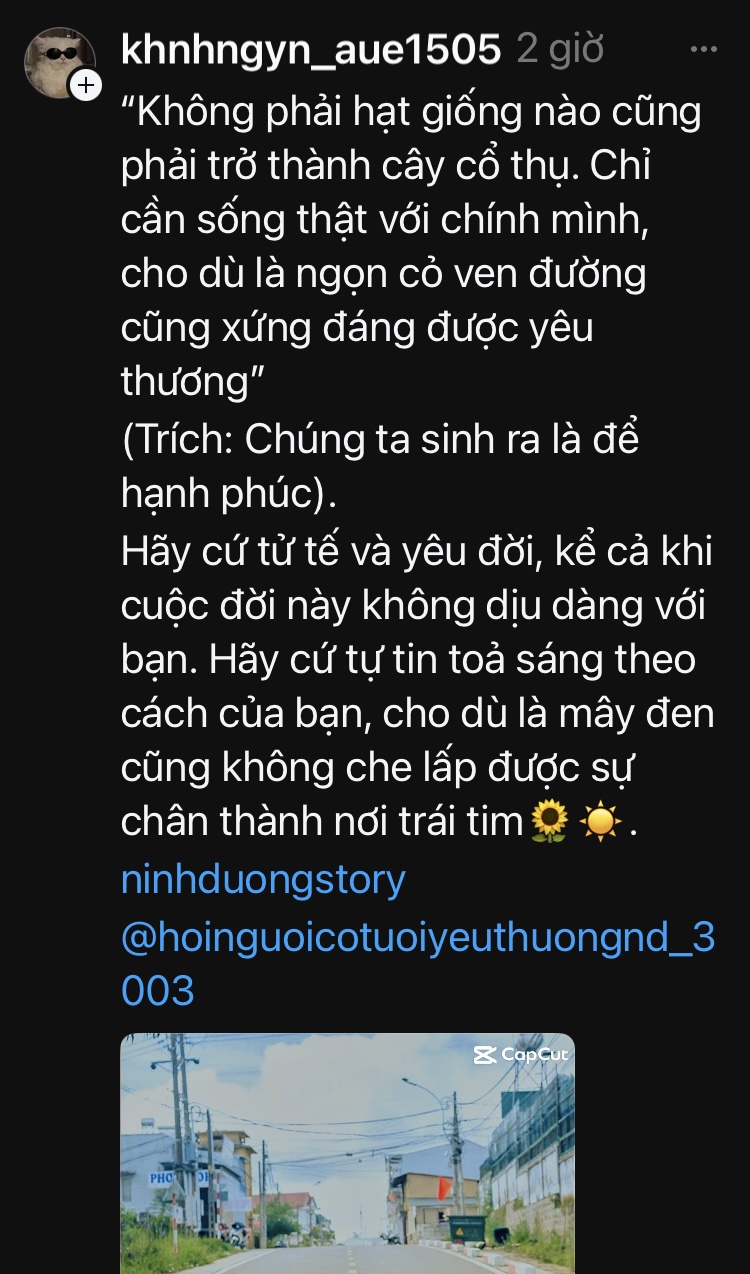 khnhngyn_aue1505 2 giờ
“Không phải hạt giống nào cũng
phải trở thành cây cổ thụ. Chỉ
cần sống thật với chính mình,
cho dù là ngọn cỏ ven đường
cũng xứng đáng được yêu
thương”
(Trích: Chúng ta sinh ra là để
hạnh phúc).
Hãy cứ tử tế và yêu đời, kể cả khi
cuộc đời này không dịu dàng với
bạn. Hãy cứ tự tin toả sáng theo
cách của bạn, cho dù là mây đen
cũng không che lấp được sự
chân thành nơi trái tim🌻☀️.
ninhduongstory
@hoinguoicotuoiyeuthuongnd_3
003
CapCut